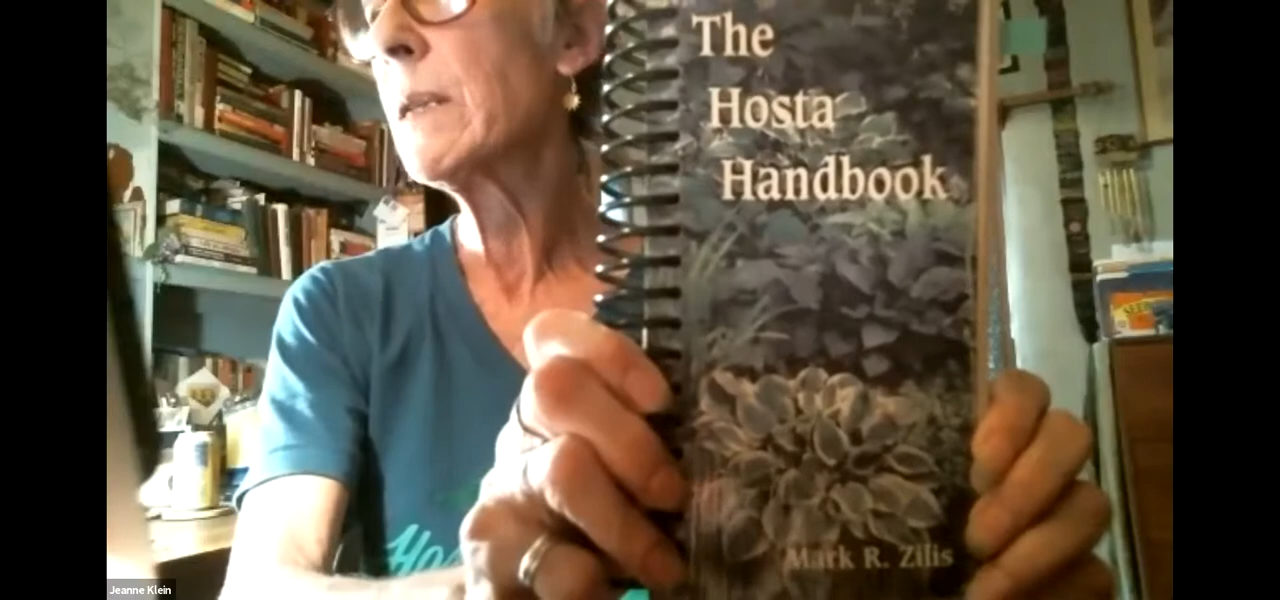 The
Hosta
Handbook
Mark R. Zilis
Jeanne Klein